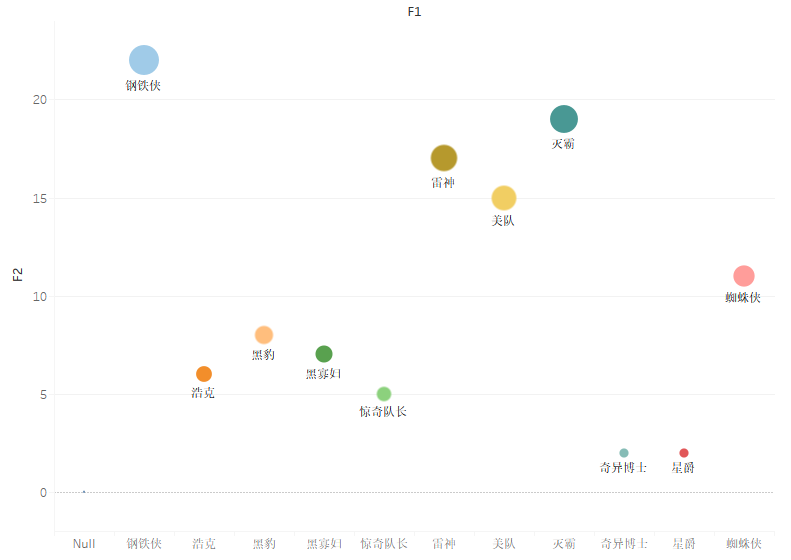 F1
钢铁侠
20
灭霸
雷神
15
美队
F2
蜘蛛侠
10
黑豹
黑寡妇
浩克
5
惊奇队长
奇异博士
星爵
0
Null 钢铁侠 浩克 黑豹 黑寡妇 惊奇队长 雷神 美队 灭霸 奇异博士 星爵 蜘蛛侠